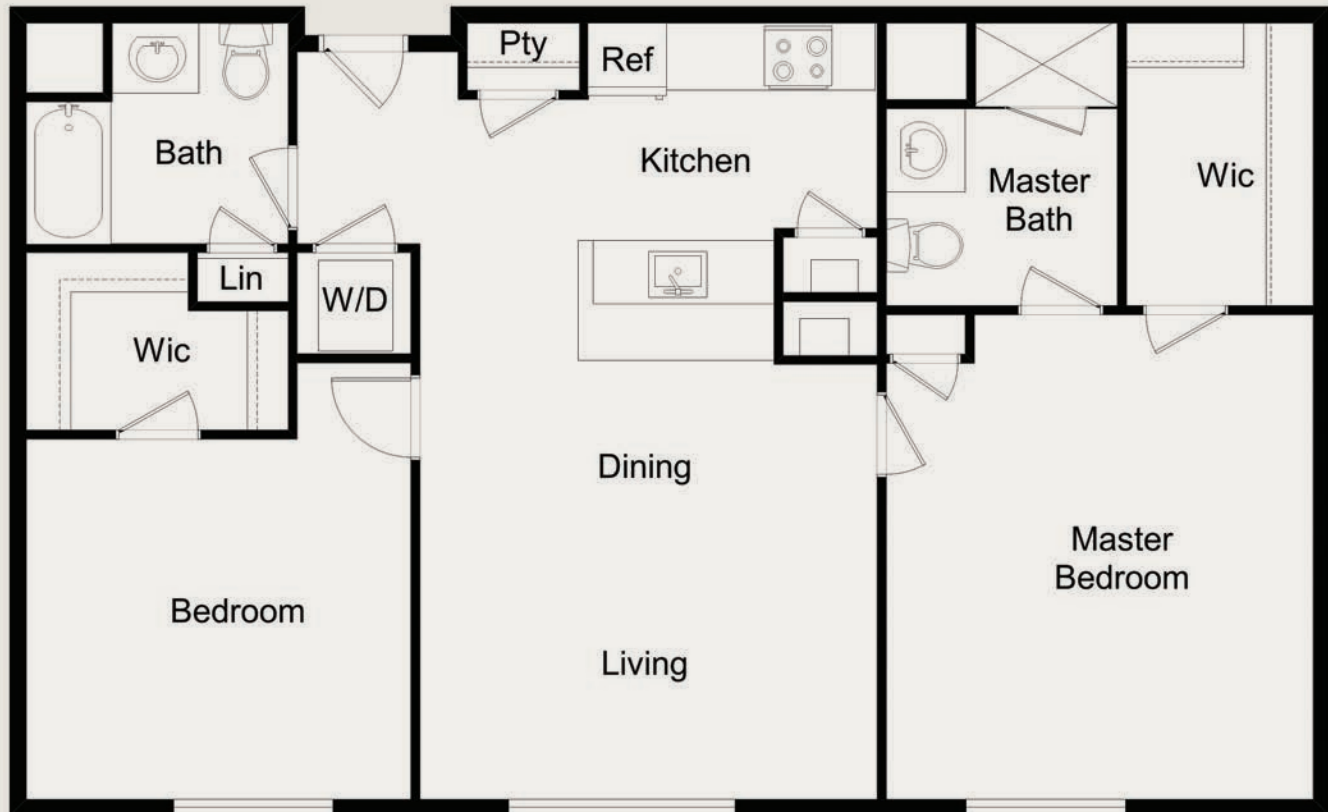 Pty
Ref
Bath
Kitchen
Master
Bath
Wic
Lin
W/D
Wic
Dining
Master
Bedroom
Bedroom
Living